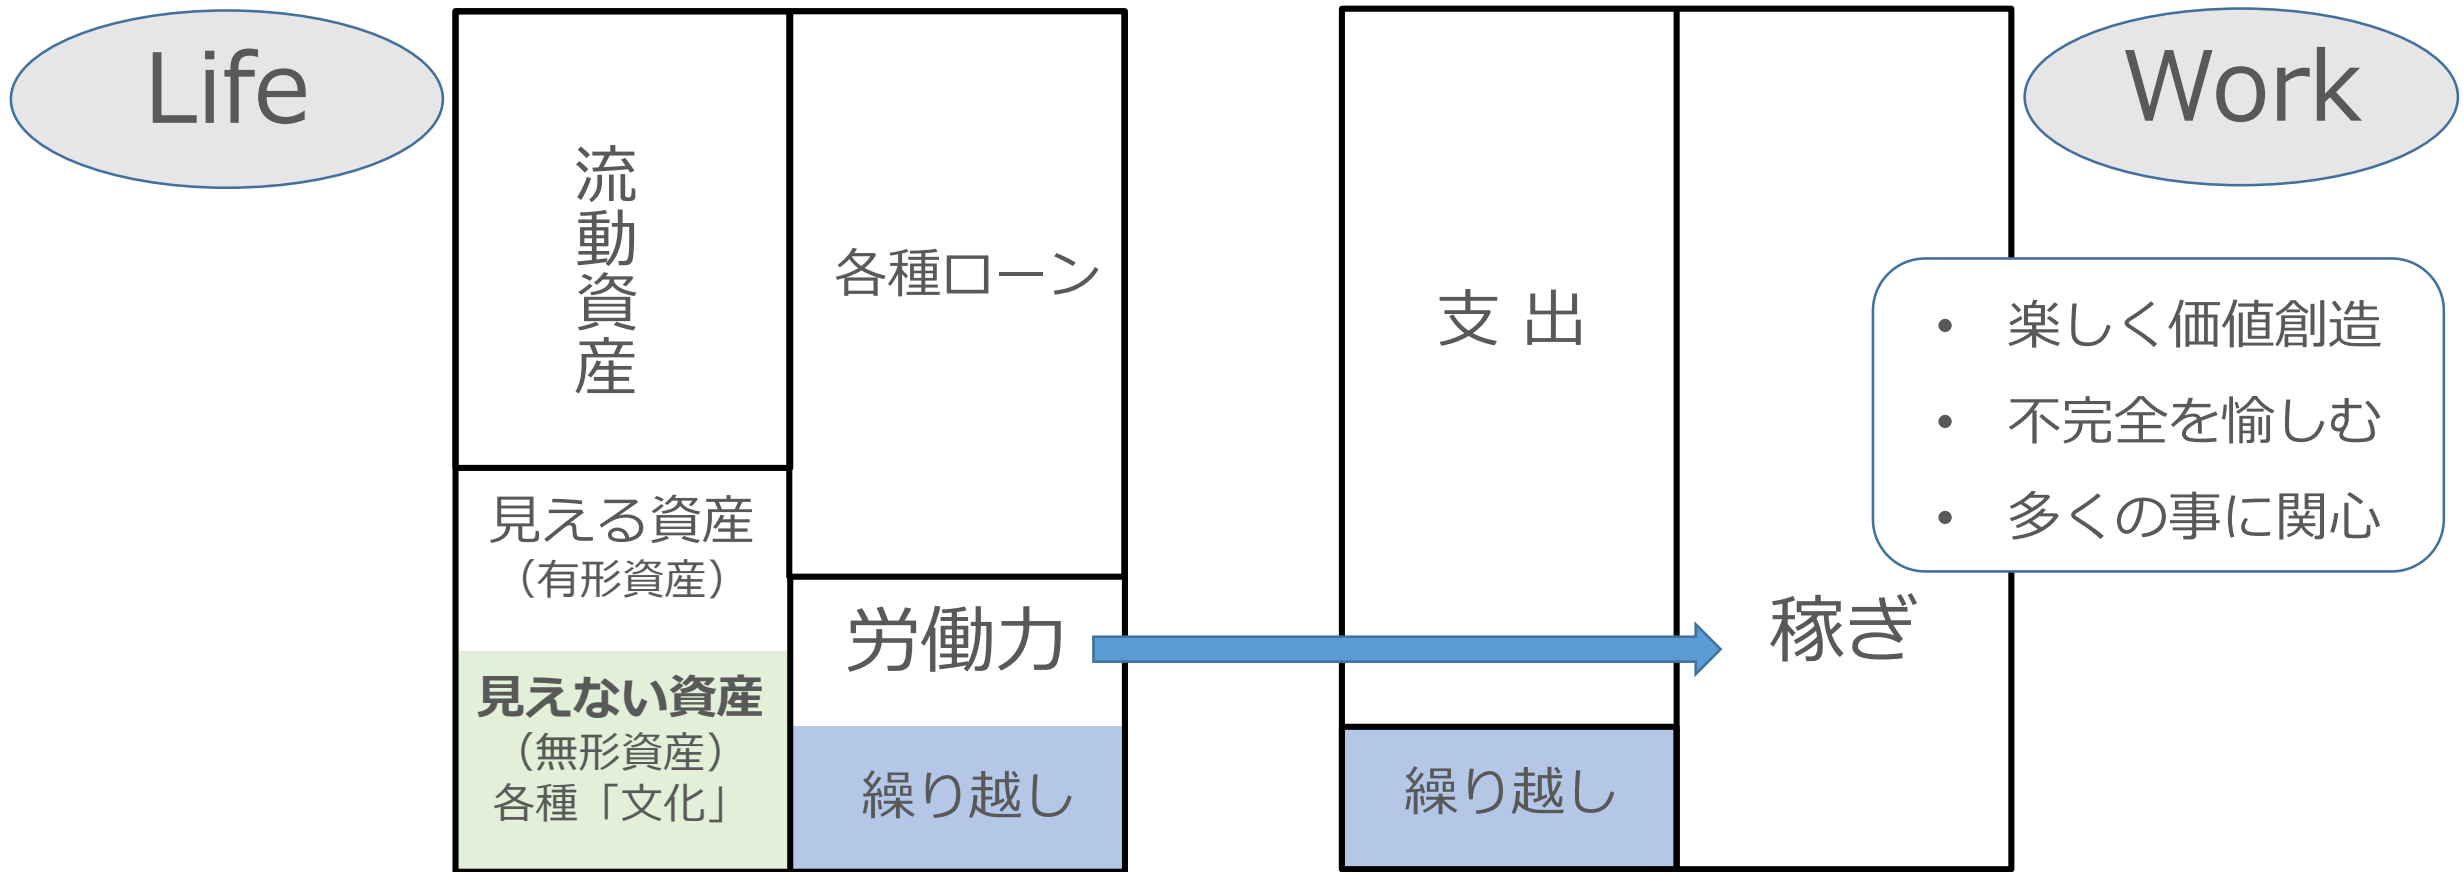 Life
流動資産
見える資産
（有形資産）
見えない資産
（無形資産）
各種「文化」
各種ローン
労働力
繰り越し
支 出
繰り越し
稼ぎ
Work
• 楽しく価値創造
• 不完全を愉しむ
• 多くの事に関心